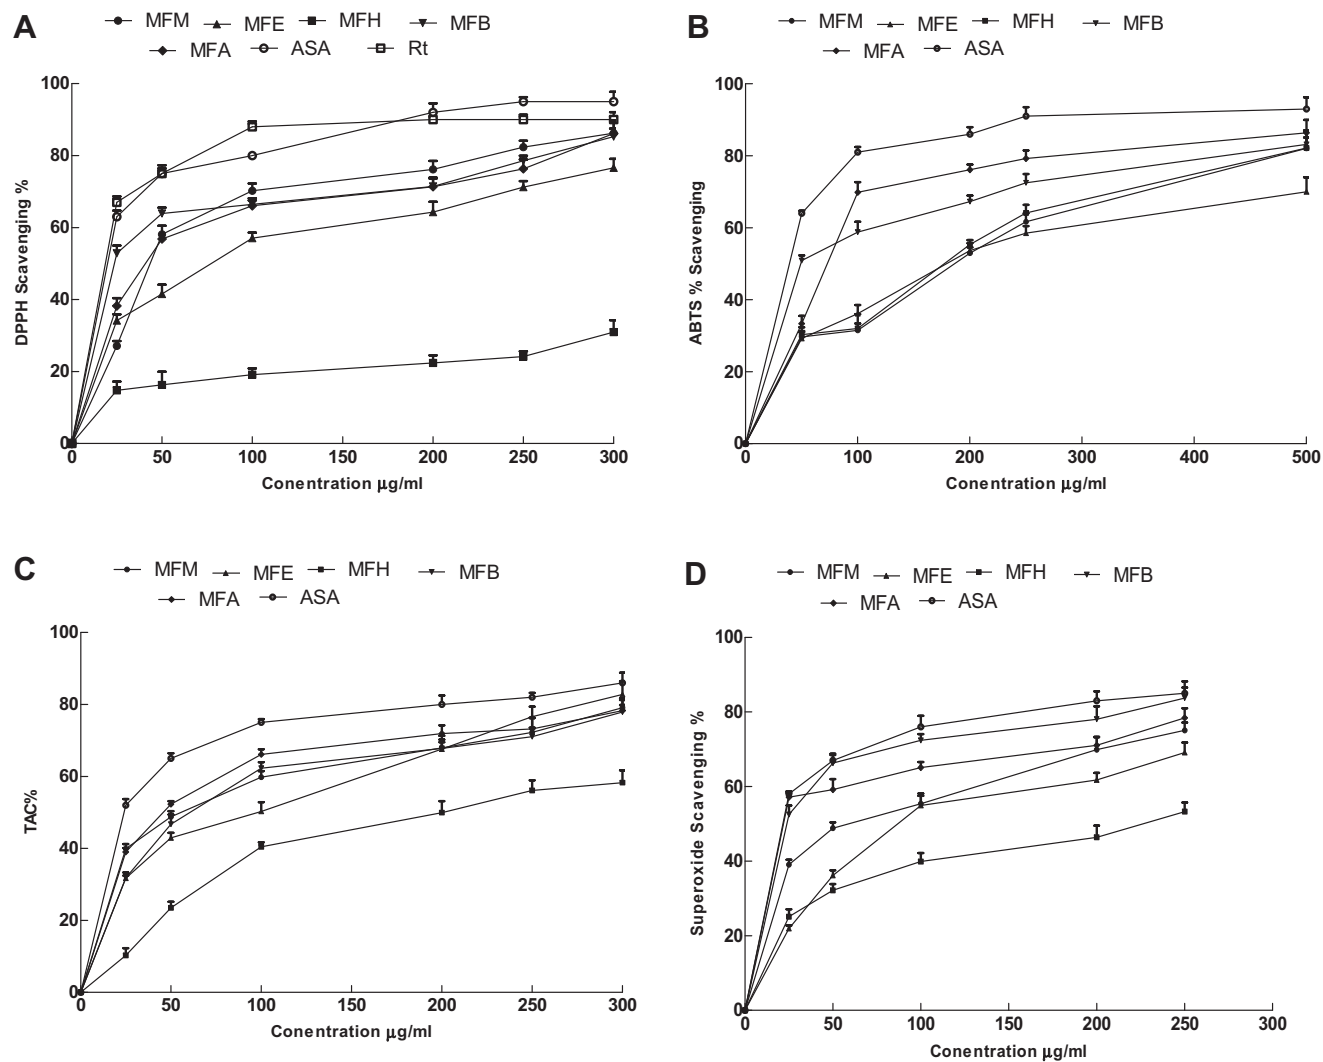 A
MFM MFE MFH MFB
MFA ASA Rt
DPPH Scavenging %
100
80
60
40
20
0
0 50 100 150 200 250 300
Conentration μg/ml
B
MFM MFE MFH MFB
MFA ASA
ABTS % Scavenging
100
80
60
40
20
0
0 100 200 300 400 500
Conentration μg/ml
C
MFM MFE MFH MFB
MFA ASA
TAC%
100
80
60
40
20
0
0 50 100 150 200 250 300
Conentration μg/ml
D
MFM MFE MFH MFB
MFA ASA
Superoxide Scavenging %
100
80
60
40
20
0
0 50 100 150 200 250 300
Conentration μg/ml